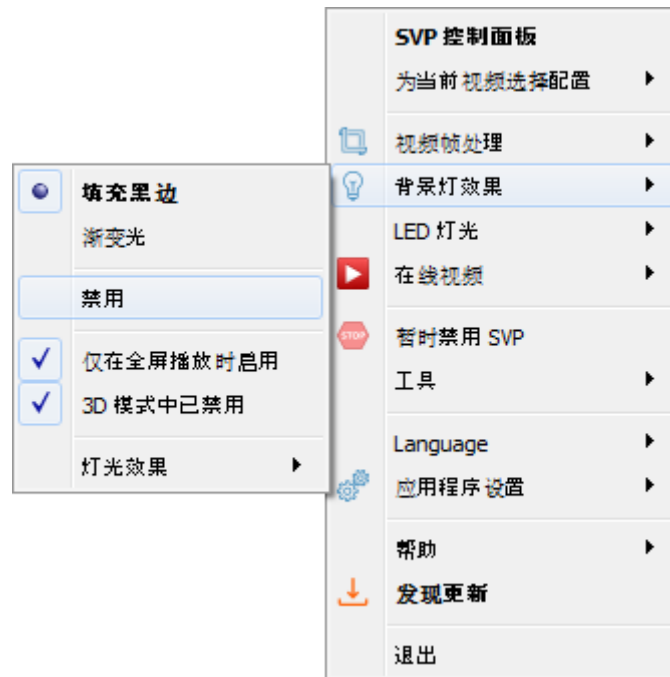 SVP 控制面板
为当前视频选择配置
视频帧处理
背景灯效果
LED 灯光
在线视频
STOP
暂时禁用 SVP
工具
Language
应用程序设置
帮助
发现更新
退出
填充黑边
渐变光
禁用
仅在全屏播放时启用
3D 模式中已禁用
灯光效果